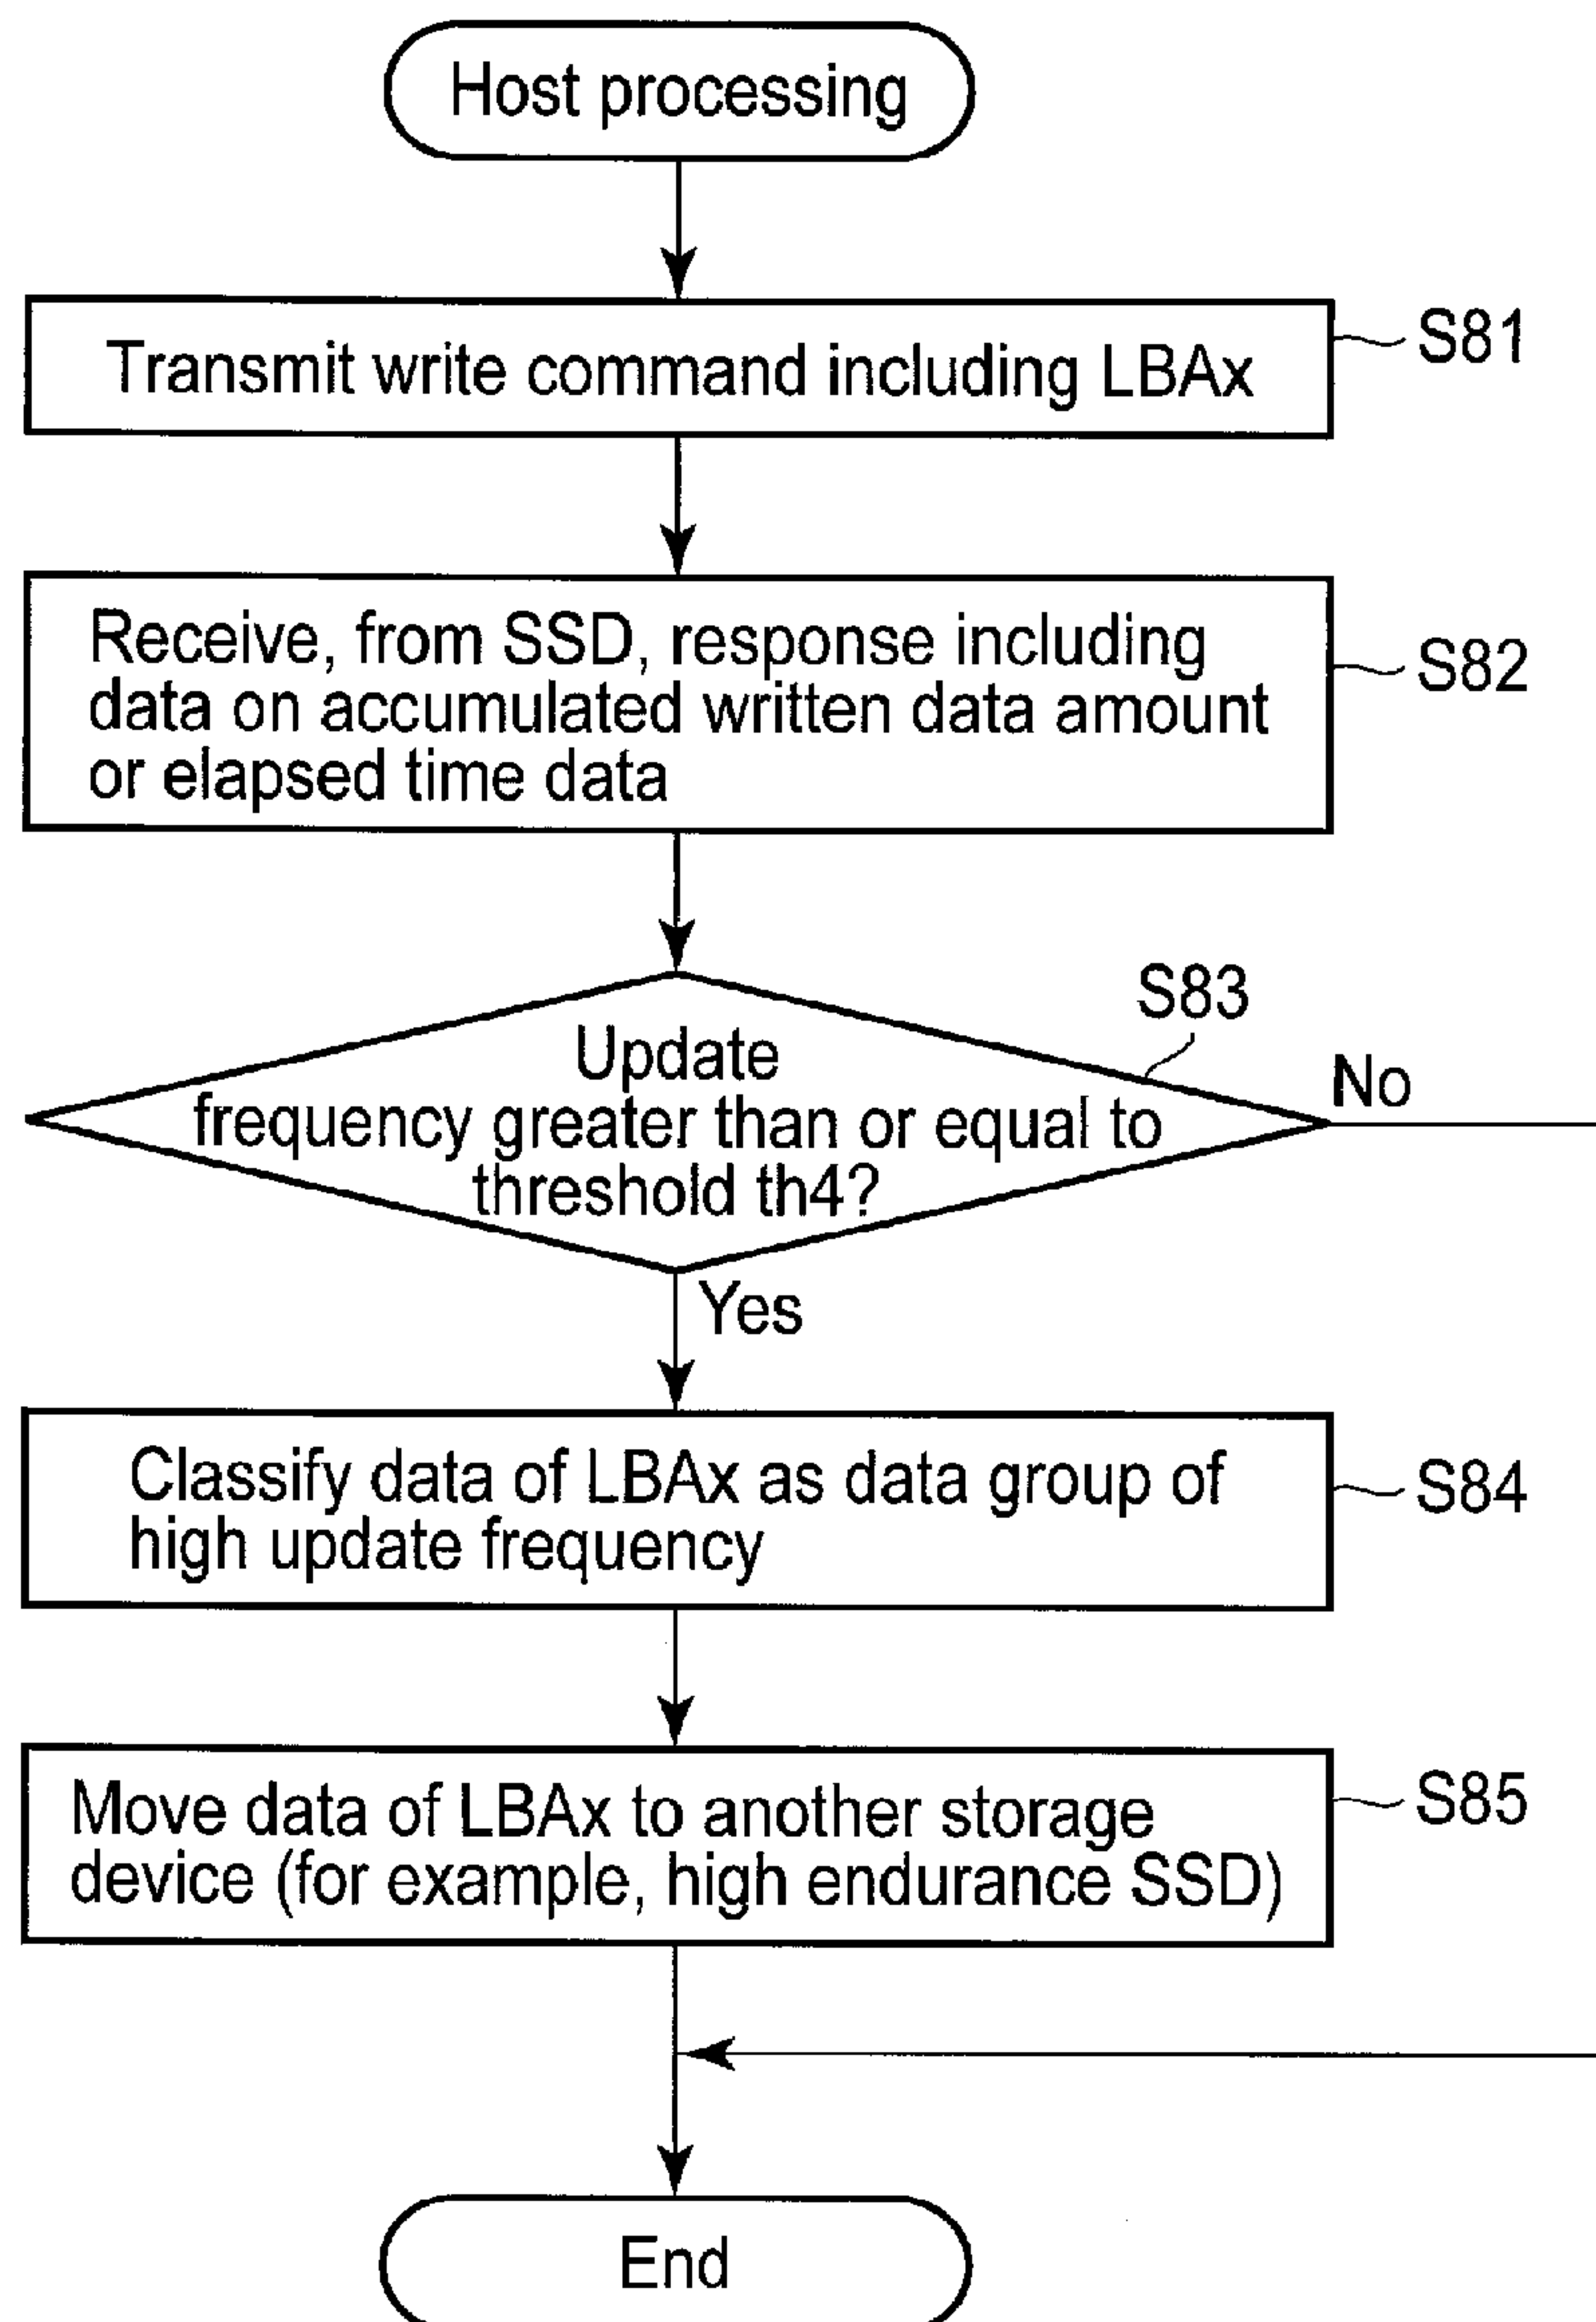 Host processing
Transmit write command including LBAx
S81
Receive, from SSD, response including
data on accumulated written data amount
or elapsed time data
S82
S83
Update
frequency greater than or equal to
threshold th4?
No
Yes
Classify data of LBAx as data group of
high update frequency
S84
Move data of LBAx to another storage
device (for example, high endurance SSD)
S85
End